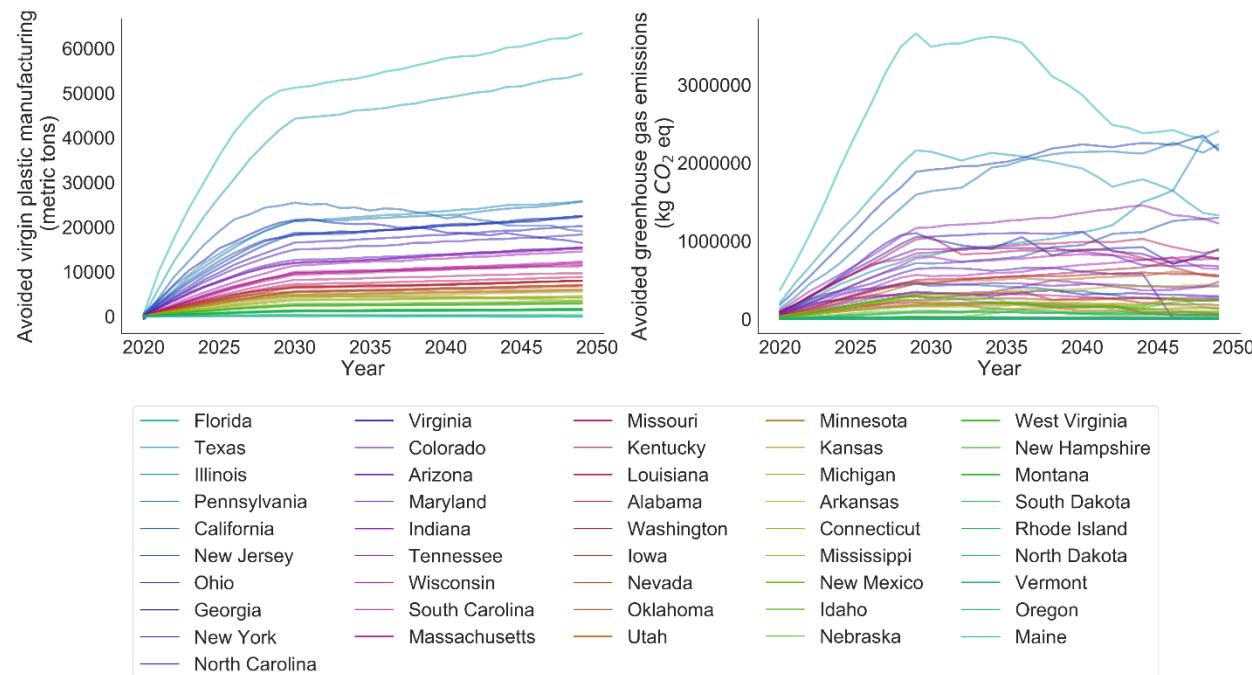 Avoided virgin plastic manufacturing
(metric tons)
60000
50000
40000
30000
20000
10000
0
2020
2025
2030
2035
2040
2045
2050
Year
Avoided greenhouse gas emissions
(kg CO2 eq)
3000000
2000000
1000000
0
2020
2025
2030
2035
2040
2045
2050
Year
Florida
Texas
Illinois
Pennsylvania
California
New Jersey
Ohio
Georgia
New York
North Carolina
Virginia
Colorado
Arizona
Maryland
Indiana
Tennessee
Wisconsin
South Carolina
Massachusetts
Missouri
Kentucky
Louisiana
Alabama
Washington
Iowa
Nevada
Oklahoma
Utah
Minnesota
Kansas
Michigan
Arkansas
Connecticut
Mississippi
New Mexico
Idaho
Nebraska
West Virginia
New Hampshire
Montana
South Dakota
Rhode Island
North Dakota
Vermont
Oregon
Maine